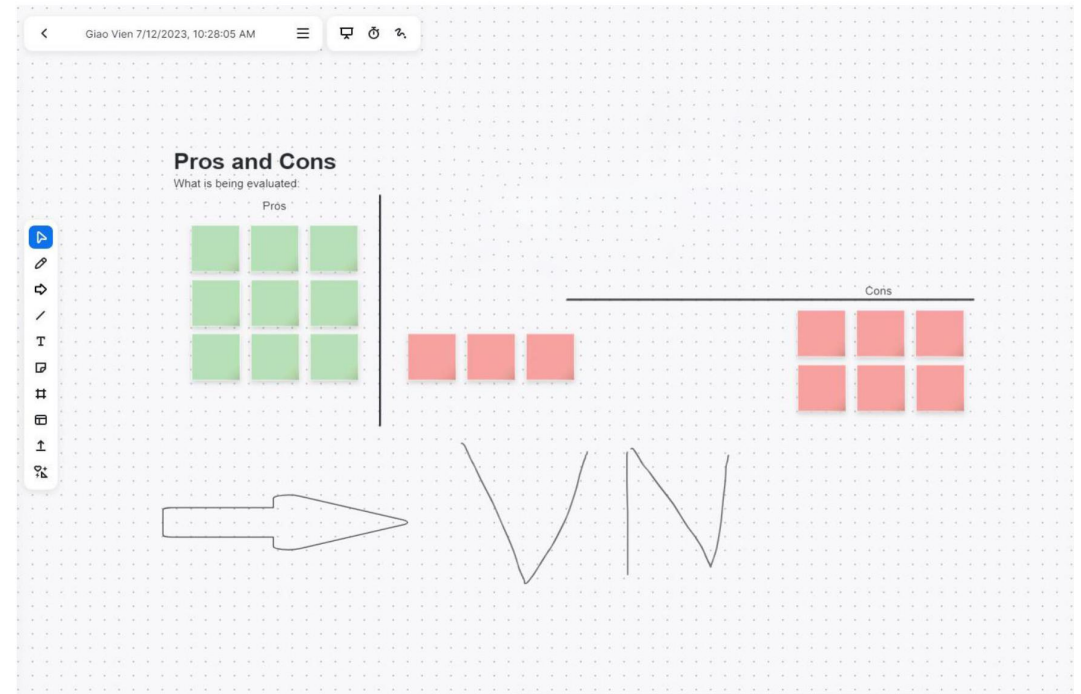 Giao Vien 7/12/2023, 10:28:05 AM
Pros and Cons
What is being evaluated:
Pros
Cons
VN